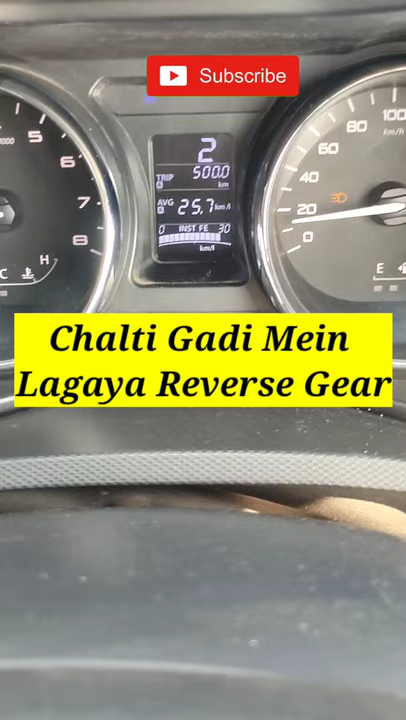 Subscribe
2
TRIP A 500.0 km
AVG A 25.7 km/l
0 INST FE 30
km/l
5
6
7
8
C H
100
km/h
80
60
40
20
0
E
Chalti Gadi Mein
Lagaya Reverse Gear